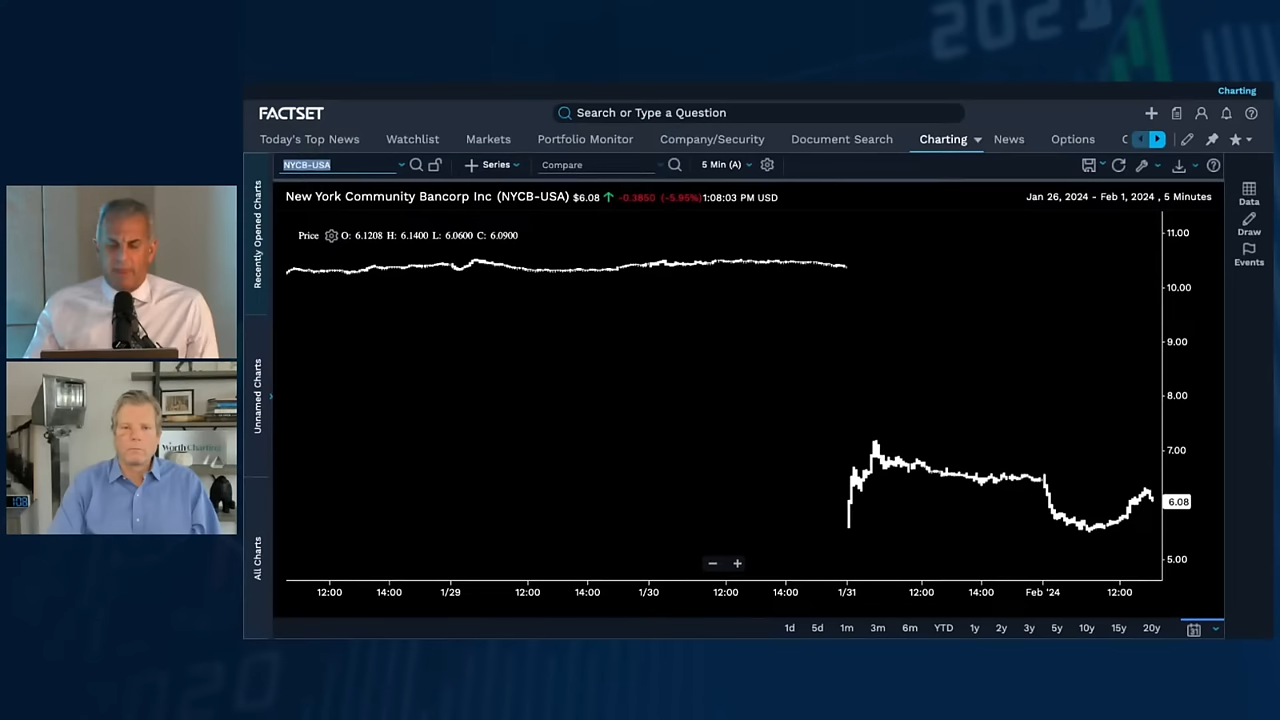 2021
Charting
FACTSET
Search or Type a Question
Today's Top News Watchlist Markets Portfolio Monitor Company/Security Document Search Charting News Options C
NYCB-USA Series Compare 5 Min (A)
New York Community Bancorp Inc (NYCB-USA) $6.08 -0.3850 (-5.95%) 1:08:03 PM USD
Jan 26, 2024 - Feb 1, 2024 , 5 Minutes
Price O: 6.1208 H: 6.1400 L: 6.0600 C: 6.0900
Recently Opened Charts
Unnamed Charts
All Charts
Data
Draw
Events
11.00
10.00
9.00
8.00
7.00
6.08
5.00
12:00 14:00 1/29 12:00 14:00 1/30 12:00 14:00 1/31 12:00 14:00 Feb '24 12:00
1d 5d 1m 3m 6m YTD 1y 2y 3y 5y 10y 15y 20y
31
Worth Charting
108
2020